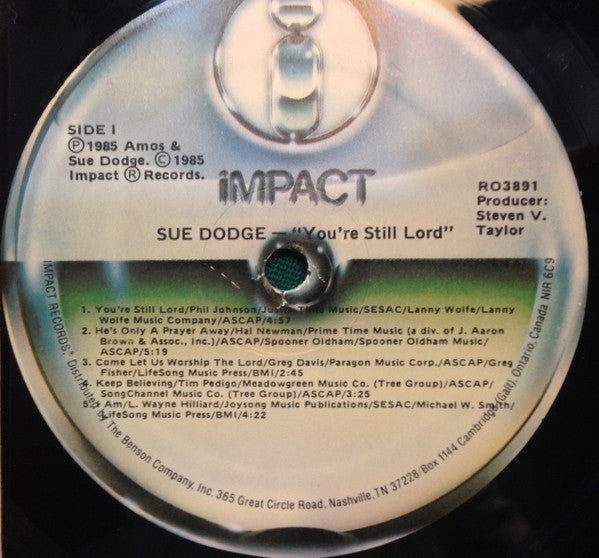 SIDE I
Ⓟ1985 Amos &
Sue Dodge. ©1985
Impact ® Records.
iMPACT
RO3891
Producer:
Steven V.
Taylor
SUE DODGE — "You're Still Lord"
1. You're Still Lord/Phil Johnson/ Time Music/SESAC/Lanny Wolfe/Lanny
Wolfe Music Company/ASCAP/4:57
2. He's Only A Prayer Away/Hal Newman/Prime Time Music (a div. of J. Aaron
Brown & Assoc., Inc.)/ASCAP/Spooner Oldham/Spooner Oldham Music/
ASCAP/5:19
3. Come Let Us Worship The Lord/Greg Davis/Paragon Music Corp./ASCAP/Greg
Fisher/LifeSong Music Press/BMI/2:45
4. Keep Believing/Tim Pedigo/Meadowgreen Music Co. (Tree Group)/ASCAP/
SongChannel Music Co. (Tree Group)/ASCAP/3:25
5. I Am/L. Wayne Hilliard/Joysong Music Publications/SESAC/Michael W. Smith/
LifeSong Music Press/BMI/4:22
IMPACT RECORDS. Distributed by The Benson Company, Inc. 365 Great Circle Road, Nashville, TN 37228/Box 1144 Cambridge (Galt), Ontario, Canada NIR 6C9